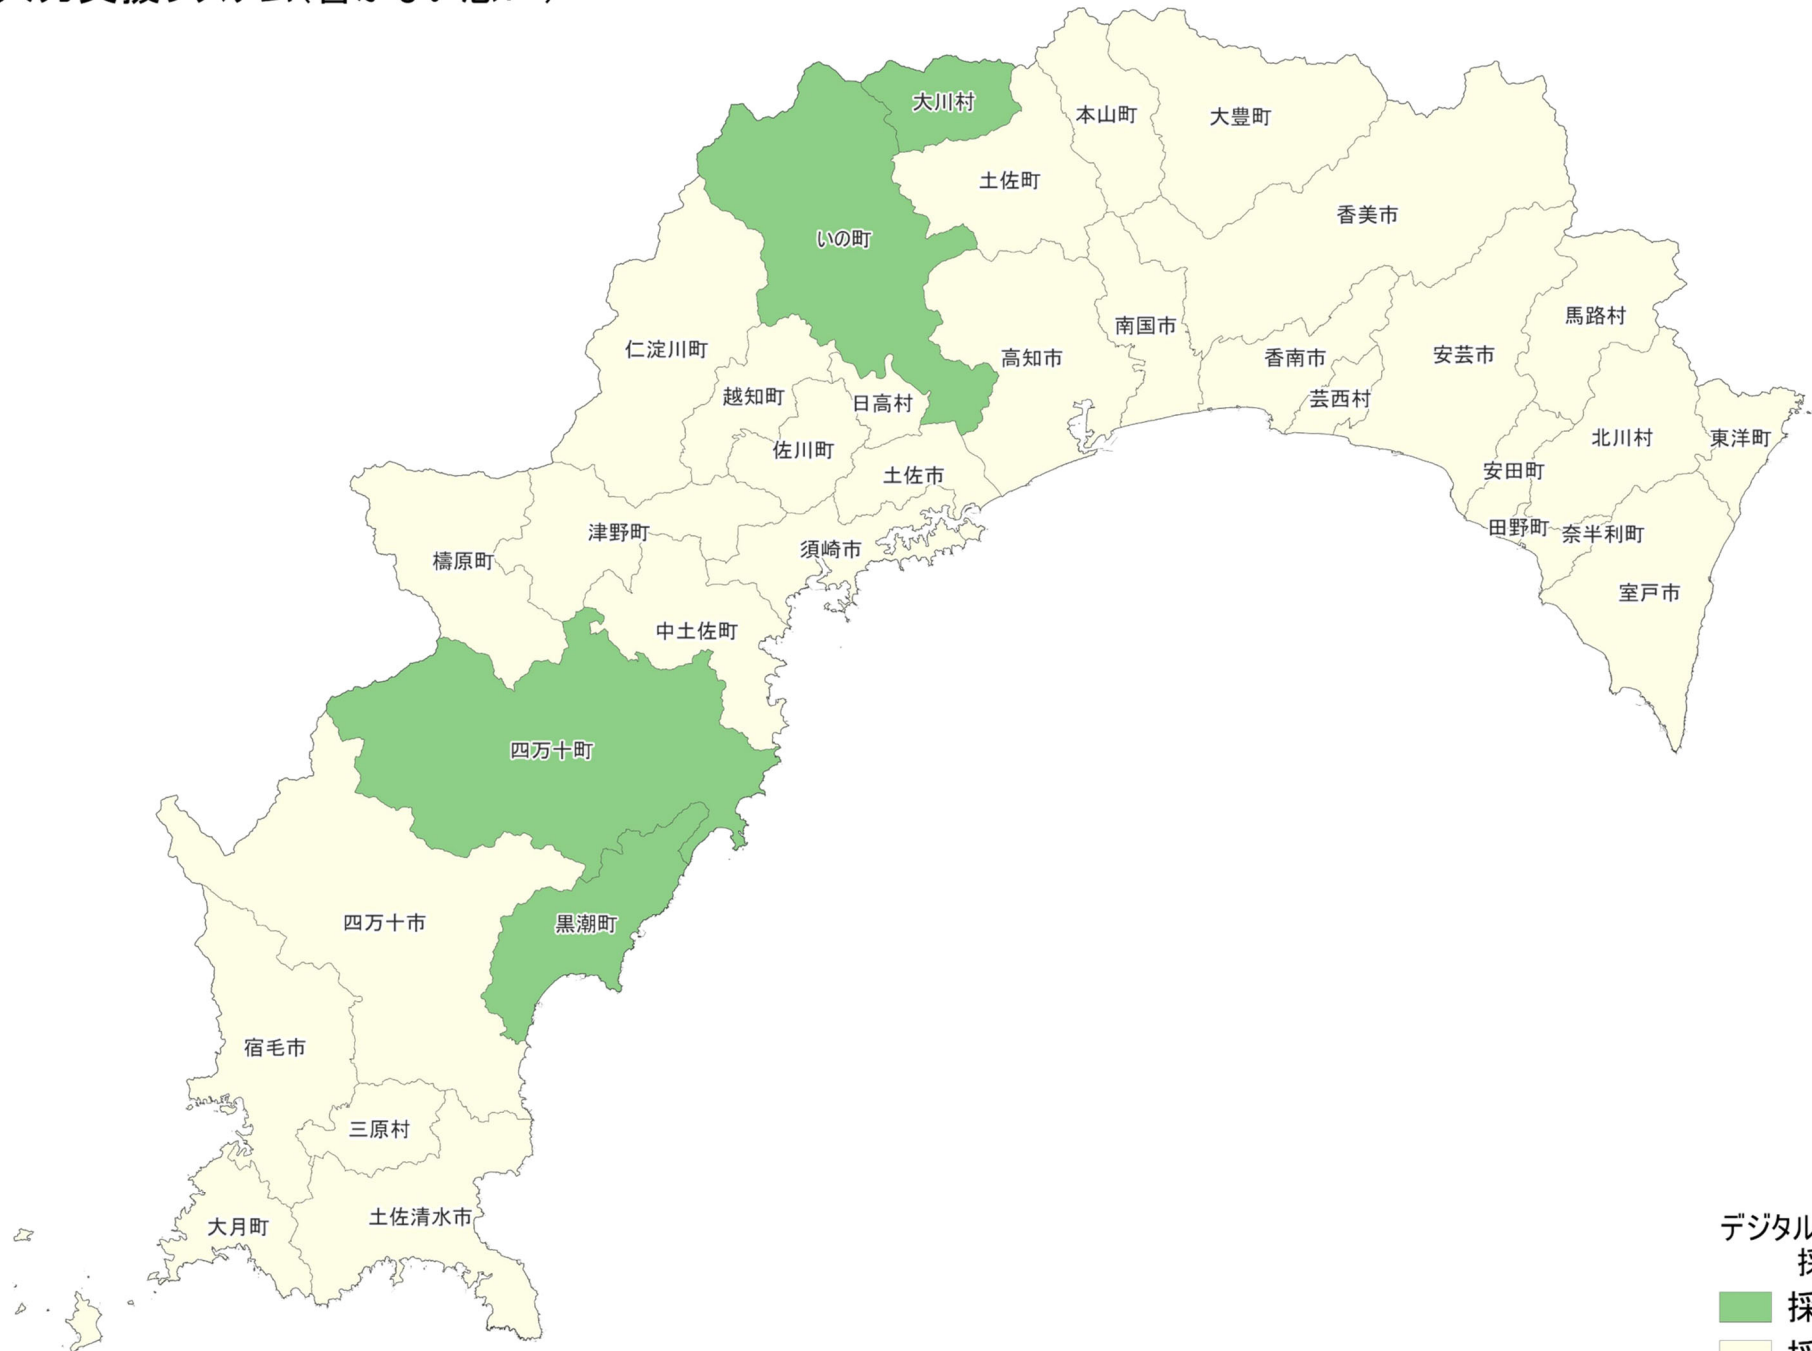 大川村
本山町
大豊町
土佐町
香美市
いの町
馬路村
南国市
仁淀川町
高知市
香南市
安芸市
越知町
日高村
芸西村
佐川町
北川村
東洋町
土佐市
安田町
津野町
田野町
奈半利町
須崎市
檮原町
室戸市
中土佐町
四万十町
四万十市
黒潮町
宿毛市
三原村
大月町
土佐清水市
デジタル
採
採